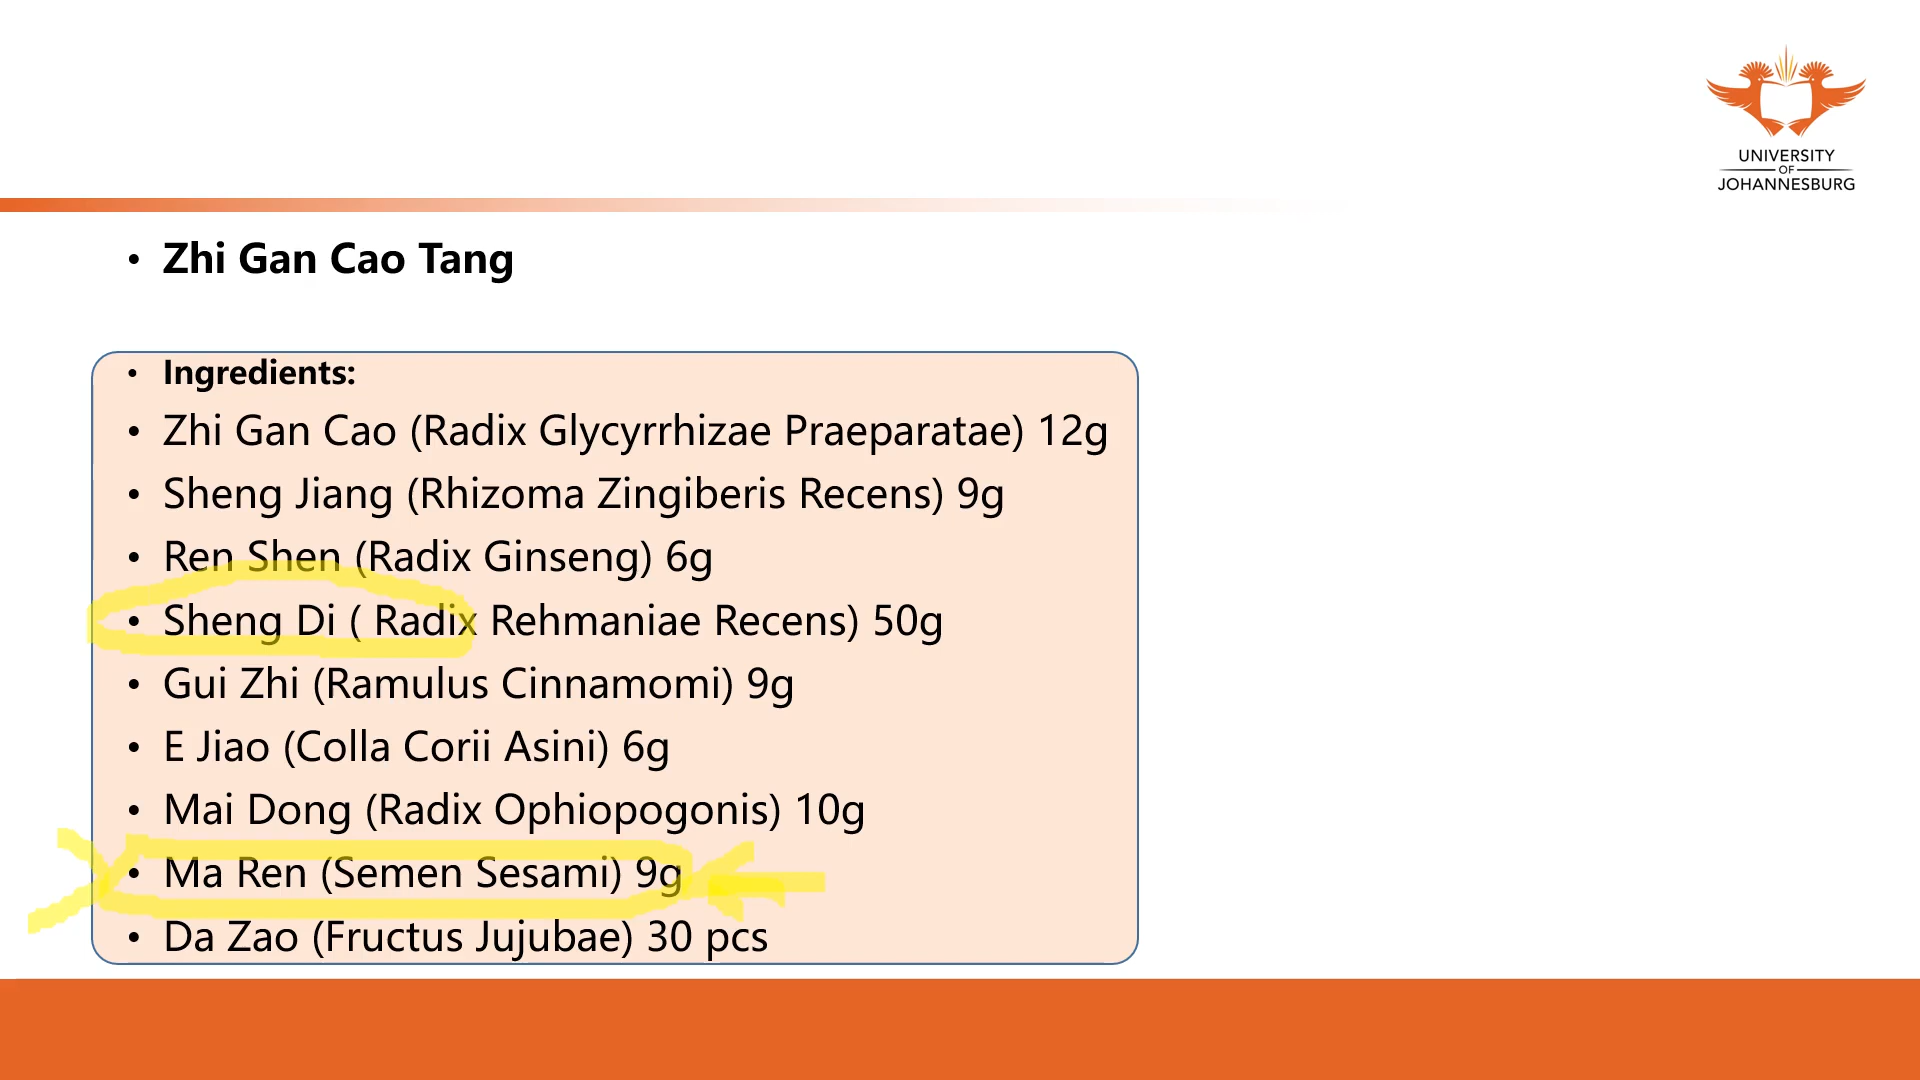 UNIVERSITY
OF
JOHANNESBURG
• Zhi Gan Cao Tang
• Ingredients:
• Zhi Gan Cao (Radix Glycyrrhizae Praeparatae) 12g
• Sheng Jiang (Rhizoma Zingiberis Recens) 9g
• Ren Shen (Radix Ginseng) 6g
• Sheng Di ( Radix Rehmaniae Recens) 50g
• Gui Zhi (Ramulus Cinnamomi) 9g
• E Jiao (Colla Corii Asini) 6g
• Mai Dong (Radix Ophiopogonis) 10g
• Ma Ren (Semen Sesami) 9g
• Da Zao (Fructus Jujubae) 30 pcs